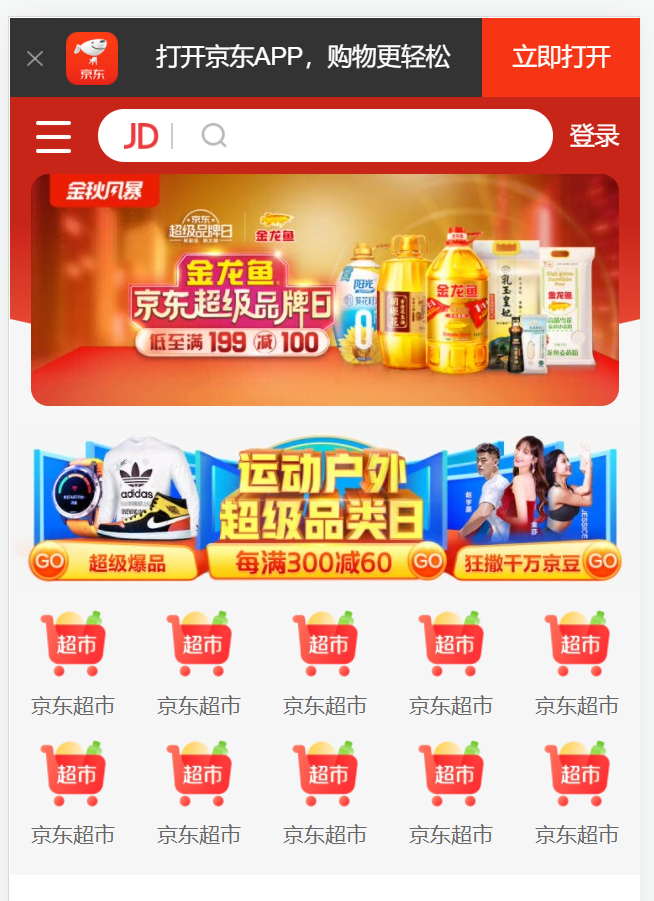 京东
打开京东APP，购物更轻松
立即打开
JD
登录
金秋风暴
京东
超级品牌日
金龙鱼
金龙鱼
京东超级品牌日
低至满199减100
阳光
金龙鱼
乳玉皇妃
金龙鱼
运动户外
超级品类日
adidas
赵宇豪
金莎
JESSICE
GO
超级爆品
每满300减60
GO
狂撒千万京豆
GO
超市
超市
超市
超市
超市
京东超市
京东超市
京东超市
京东超市
京东超市
超市
超市
超市
超市
超市
京东超市
京东超市
京东超市
京东超市
京东超市